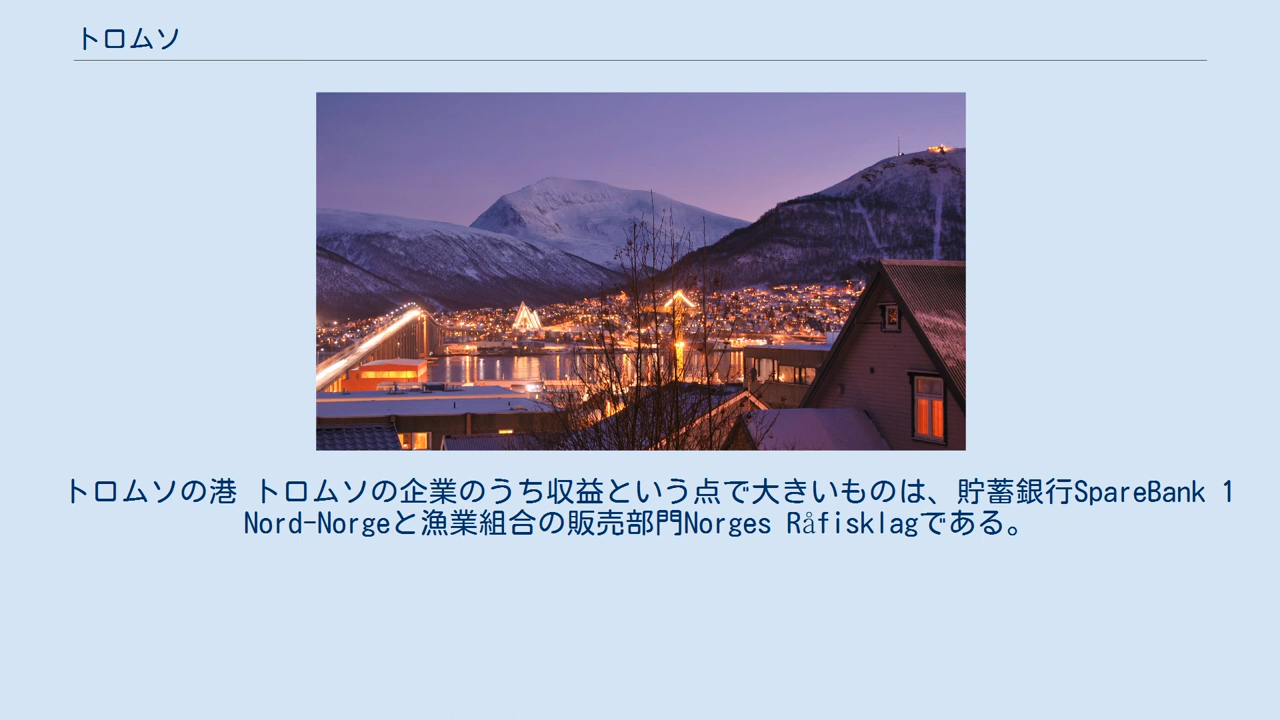 トロムソ
トロムソの港 トロムソの企業のうち収益という点で大きいものは、貯蓄銀行SpareBank 1
Nord-Norgeと漁業組合の販売部門Norges Råfisklagである。